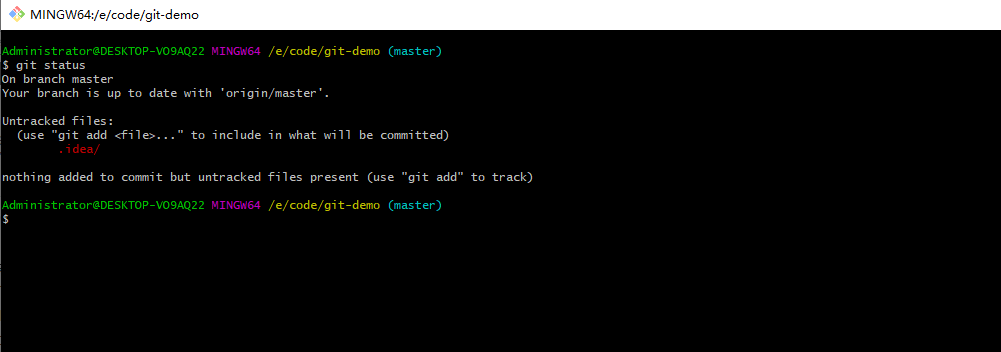 MINGW64:/e/code/git-demo
Administrator@DESKTOP-VO9AQ22 MINGW64 /e/code/git-demo (master)
$ git status
On branch master
Your branch is up to date with 'origin/master'.
Untracked files:
  (use "git add <file>..." to include in what will be committed)
        .idea/
nothing added to commit but untracked files present (use "git add" to track)
Administrator@DESKTOP-VO9AQ22 MINGW64 /e/code/git-demo (master)
$